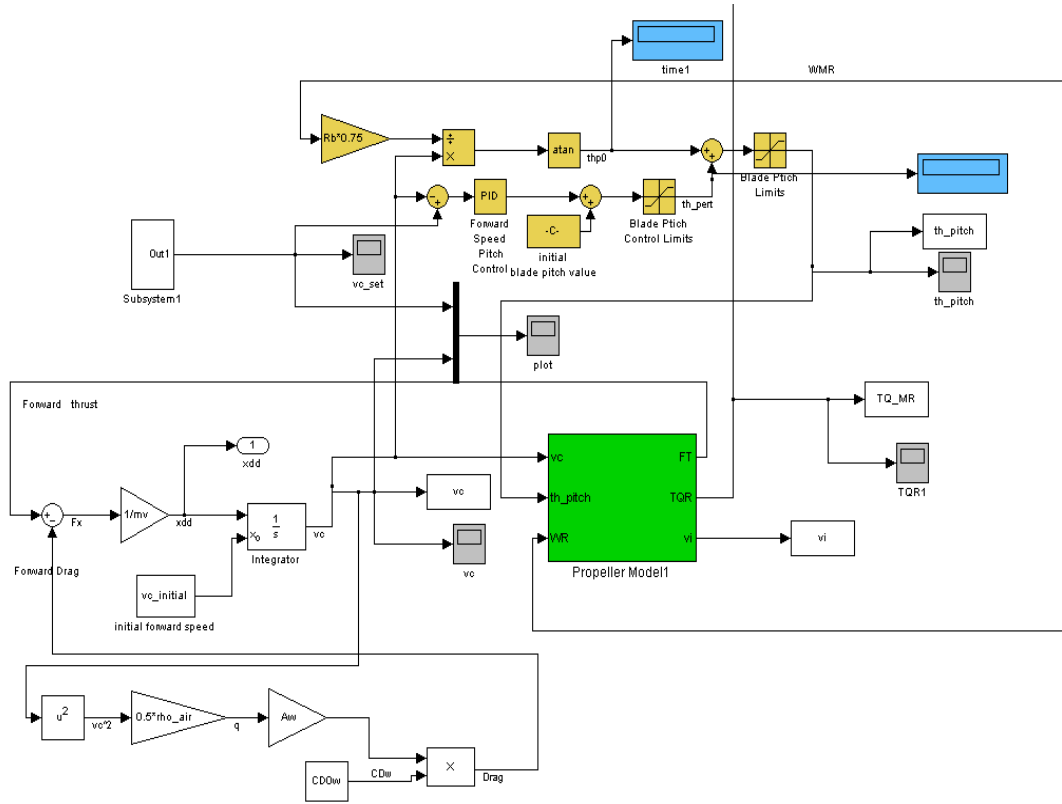 time1
WMR
Rb*0.75
÷
×
atan
thp0
+
+
Blade Ptich
Limits
-
+
PID
Forward
Speed
Pitch
Control
+
+
-C-
initial
blade pitch value
th_pert
Blade Ptich
Control Limits
th_pitch
th_pitch
Out1
Subsystem1
vc_set
plot
Forward thrust
1
xdd
TQ_MR
TQR1
vc
th_pitch
WR
FT
TQR
vi
Propeller Model1
vi
vc
vc
+
-
Fx
1/mv
xdd
1
s
xo
Integrator
vc
Forward Drag
vc_initial
initial forward speed
u2
vc^2
0.5*rho_air
q
Aw
CD0w
CDw
×
Drag